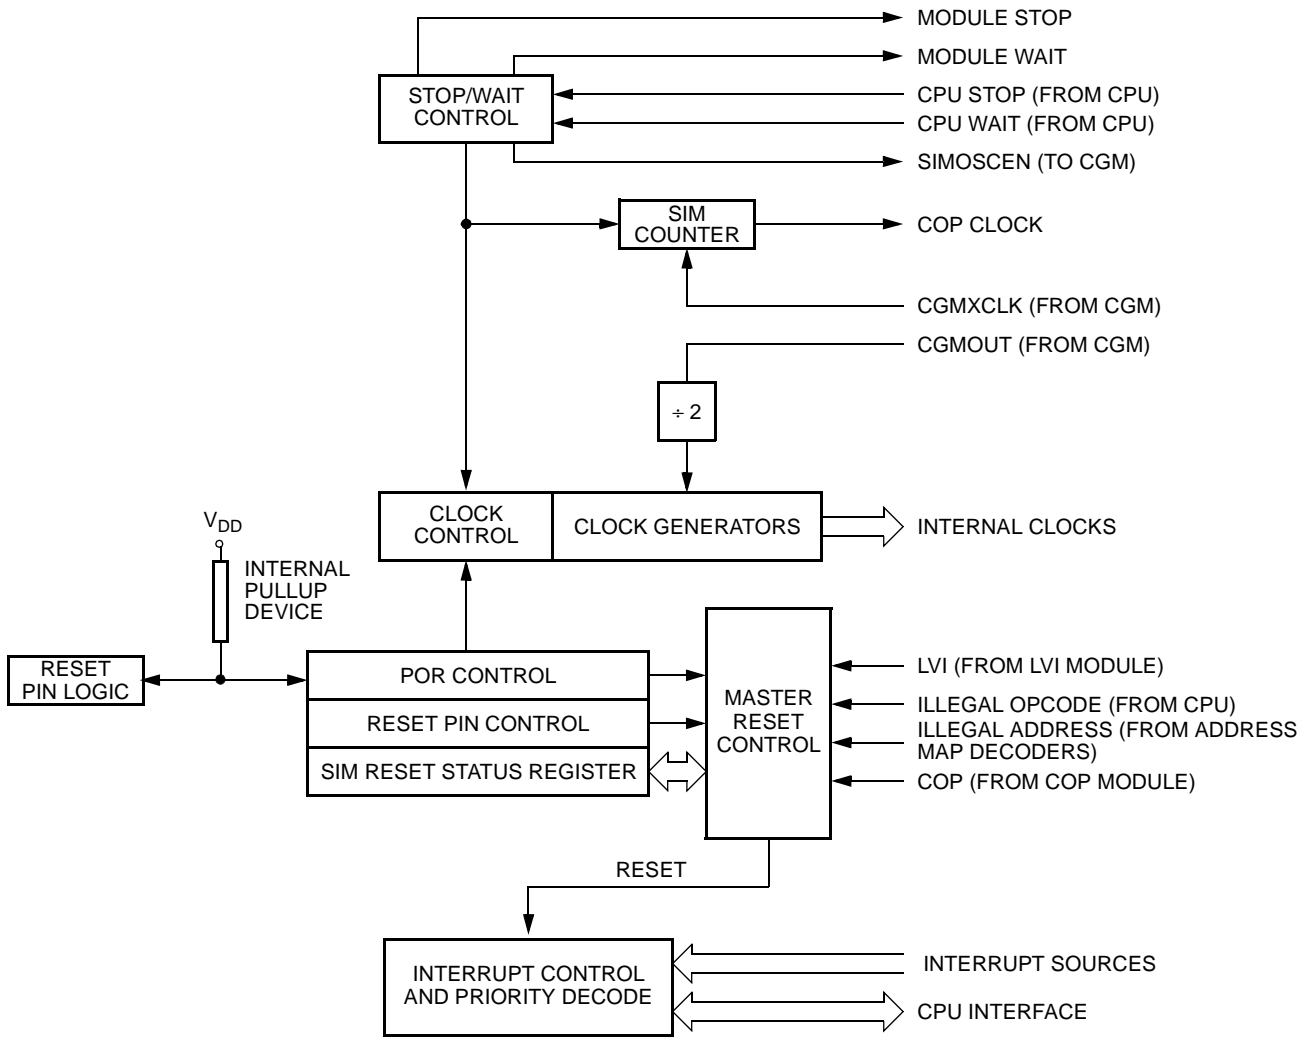 MODULE STOP
MODULE WAIT
STOP/WAIT
CONTROL
CPU STOP (FROM CPU)
CPU WAIT (FROM CPU)
SIMOSCEN (TO CGM)
SIM
COUNTER
COP CLOCK
CGMXCLK (FROM CGM)
CGMOUT (FROM CGM)
÷ 2
CLOCK
CONTROL
CLOCK GENERATORS
INTERNAL CLOCKS
VDD
INTERNAL
PULLUP
DEVICE
RESET
PIN LOGIC
POR CONTROL
RESET PIN CONTROL
SIM RESET STATUS REGISTER
MASTER
RESET
CONTROL
LVI (FROM LVI MODULE)
ILLEGAL OPCODE (FROM CPU)
ILLEGAL ADDRESS (FROM ADDRESS
MAP DECODERS)
COP (FROM COP MODULE)
RESET
INTERRUPT CONTROL
AND PRIORITY DECODE
INTERRUPT SOURCES
CPU INTERFACE